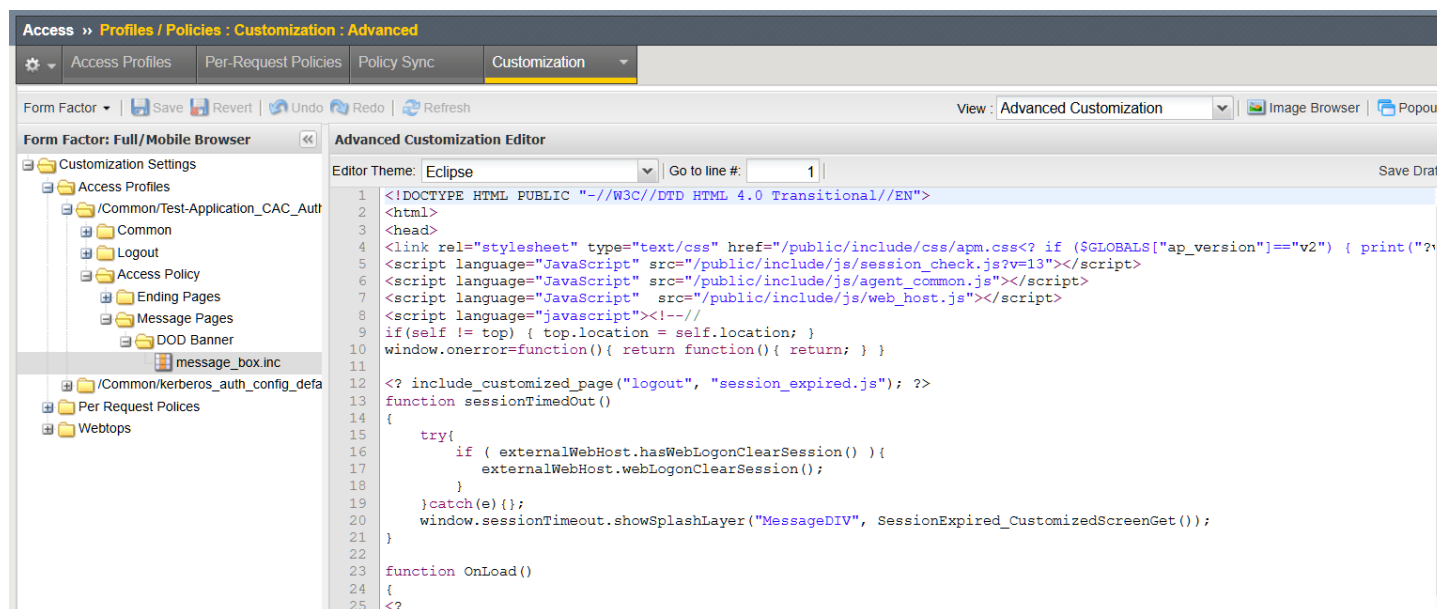 Access ›› Profiles / Policies : Customization : Advanced
Access Profiles Per-Request Policies Policy Sync Customization
Form Factor Save Revert Undo Redo Refresh View : Advanced Customization Image Browser Popou
Form Factor: Full/Mobile Browser Advanced Customization Editor
Editor Theme: Eclipse Go to line #: 1 Save Draf
Customization Settings
Access Profiles
/Common/Test-Application_CAC_Auth
Common
Logout
Access Policy
Ending Pages
Message Pages
DOD Banner
message_box.inc
/Common/kerberos_auth_config_defa
Per Request Polices
Webtops
1 <!DOCTYPE HTML PUBLIC "-//W3C//DTD HTML 4.0 Transitional//EN">
2 <html>
3 <head>
4 <link rel="stylesheet" type="text/css" href="/public/include/css/apm.css<? if ($GLOBALS["ap_version"]=="v2") { print("?v
5 <script language="JavaScript" src="/public/include/js/session_check.js?v=13"></script>
6 <script language="JavaScript" src="/public/include/js/agent_common.js"></script>
7 <script language="JavaScript"  src="/public/include/js/web_host.js"></script>
8 <script language="javascript"><!--//
9 if(self != top) { top.location = self.location; }
10 window.onerror=function(){ return function(){ return; } }
11
12 <? include_customized_page("logout", "session_expired.js"); ?>
13 function sessionTimedOut()
14 {
15     try{
16         if ( externalWebHost.hasWebLogonClearSession() ){
17            externalWebHost.webLogonClearSession();
18         }
19     }catch(e){};
20     window.sessionTimeout.showSplashLayer("MessageDIV", SessionExpired_CustomizedScreenGet());
21 }
22
23 function OnLoad()
24 {
25 <?